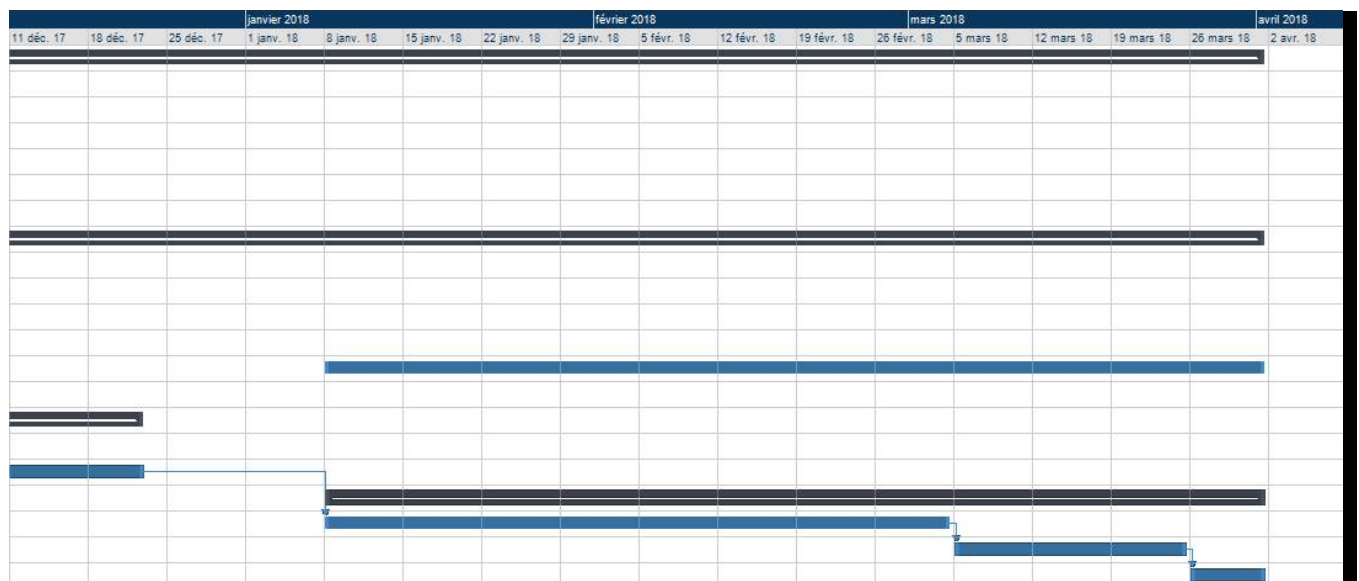 janvier 2018 février 2018 mars 2018 avril 2018
11 déc. 17 18 déc. 17 25 déc. 17 1 janv. 18 8 janv. 18 15 janv. 18 22 janv. 18 29 janv. 18 5 févr. 18 12 févr. 18 19 févr. 18 26 févr. 18 5 mars 18 12 mars 18 19 mars 18 26 mars 18 2 avr. 18